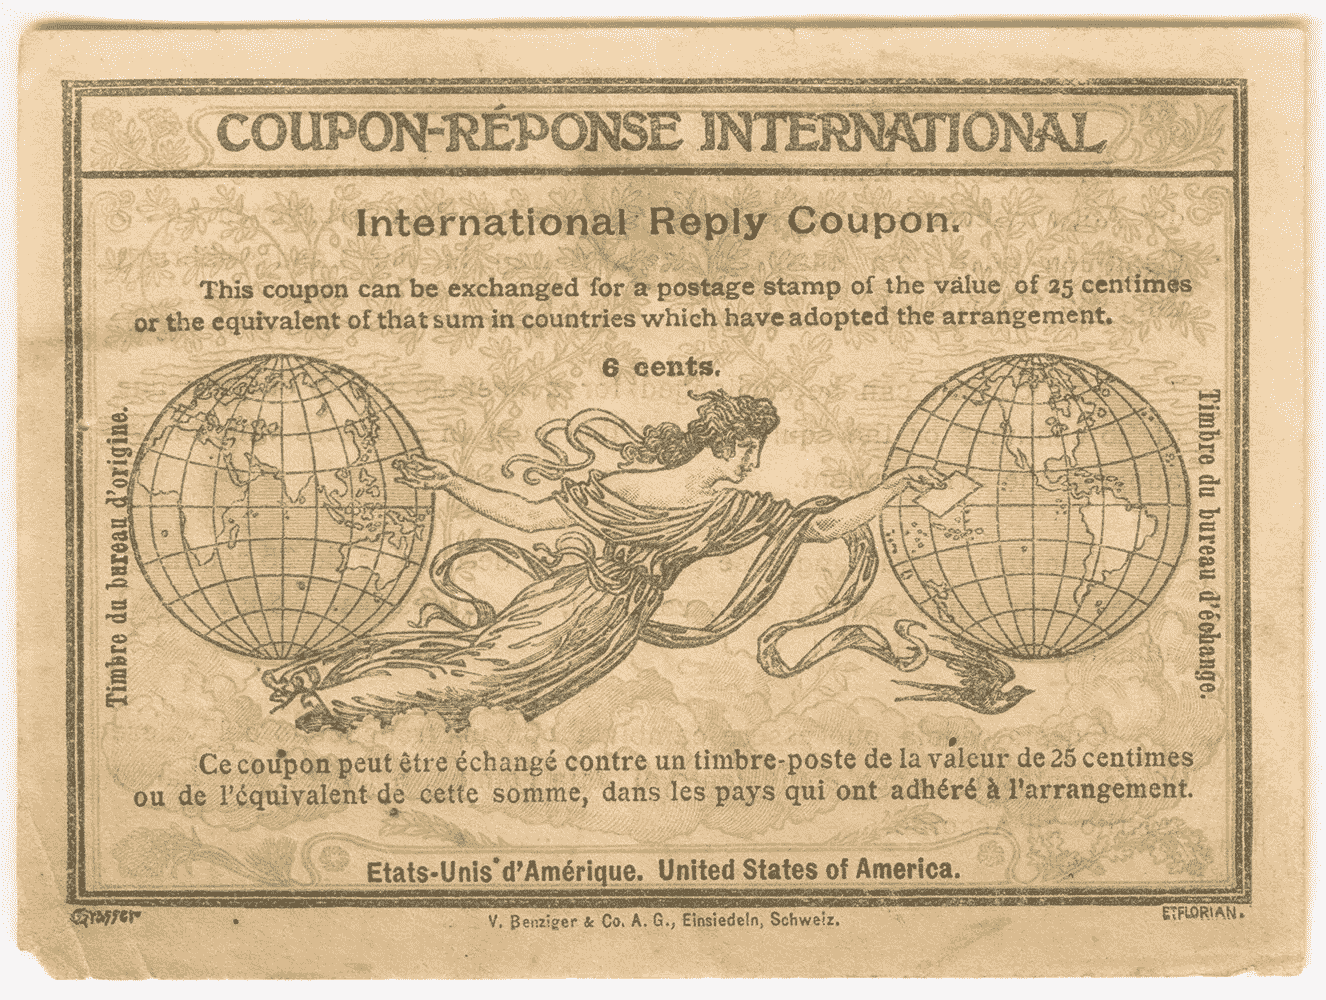 COUPON-RÉPONSE INTERNATIONAL
International Reply Coupon.
This coupon can be exchanged for a postage stamp of the value of 25 centimes
or the equivalent of that sum in countries which have adopted the arrangement.
6 cents.
Timbre du bureau d'origine.
Timbre du bureau d'échange.
Ce coupon peut être échangé contre un timbre-poste de la valeur de 25 centimes
ou de l'équivalent de cette somme, dans les pays qui ont adhéré à l'arrangement.
Etats-Unis d'Amérique. United States of America.
Grasset
V. Benziger & Co. A. G., Einsiedeln, Schweiz.
ET FLORIAN.